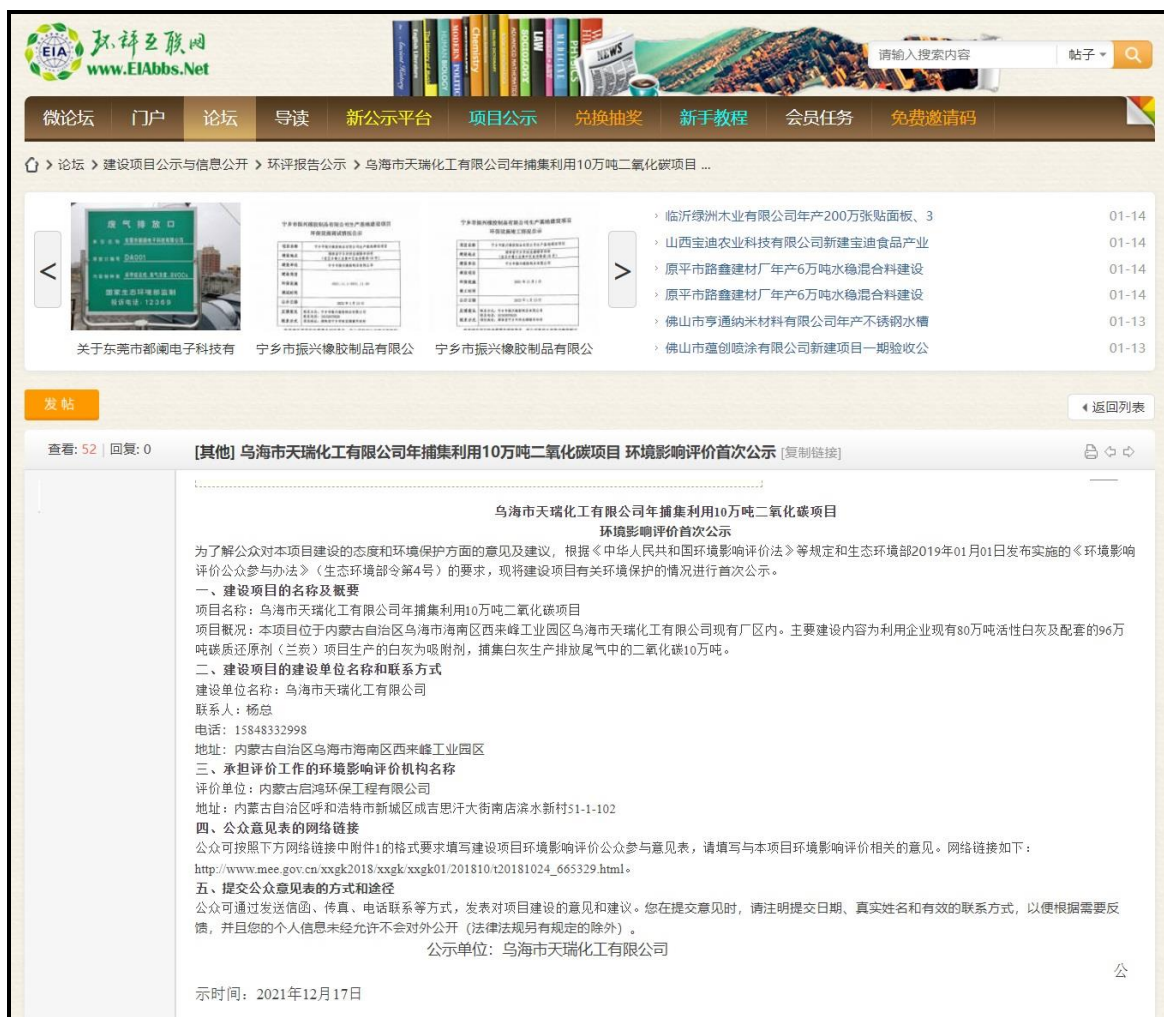 EIA
环评互联网
www.EIAbbs.Net
MODERN POLITI
Chemistry
SOCIOLOGY
LAW
MEDICINE
PHYSICS
NEWS
请输入搜索内容
帖子
微论坛 门户 论坛 导读 新公示平台 项目公示 兑换抽奖 新手教程 会员任务 免费邀请码
论坛 > 建设项目公示与信息公开 > 环评报告公示 > 乌海市天瑞化工有限公司年捕集利用10万吨二氧化碳项目 ...
废气排放口
DA001
国家生态环境部监制
关于东莞市都阑电子科技有
宁乡市振兴橡胶制品有限公
宁乡市振兴橡胶制品有限公
临沂绿洲木业有限公司年产200万张贴面板、3 01-14
山西宝迪农业科技有限公司新建宝迪食品产业 01-14
原平市路鑫建材厂年产6万吨水稳混合料建设 01-14
原平市路鑫建材厂年产6万吨水稳混合料建设 01-14
佛山市亨通纳米材料有限公司年产不锈钢水槽 01-13
佛山市蕴创喷涂有限公司新建项目一期验收公 01-13
发帖
返回列表
查看: 52 | 回复: 0
[其他] 乌海市天瑞化工有限公司年捕集利用10万吨二氧化碳项目 环境影响评价首次公示 [复制链接]
乌海市天瑞化工有限公司年捕集利用10万吨二氧化碳项目
环境影响评价首次公示
为了解公众对本项目建设的态度和环境保护方面的意见及建议，根据《中华人民共和国环境影响评价法》等规定和生态环境部2019年01月01日发布实施的《环境影响
评价公众参与办法》（生态环境部令第4号）的要求，现将建设项目有关环境保护的情况进行首次公示。
一、建设项目的名称及概要
项目名称：乌海市天瑞化工有限公司年捕集利用10万吨二氧化碳项目
项目概况：本项目位于内蒙古自治区乌海市海南区西来峰工业园区乌海市天瑞化工有限公司现有厂区内。主要建设内容为利用企业现有80万吨活性白灰及配套的96万
吨碳质还原剂（兰炭）项目生产的白灰为吸附剂，捕集白灰生产排放尾气中的二氧化碳10万吨。
二、建设项目的建设单位名称和联系方式
建设单位名称：乌海市天瑞化工有限公司
联系人：杨总
电话：15848332998
地址：内蒙古自治区乌海市海南区西来峰工业园区
三、承担评价工作的环境影响评价机构名称
评价单位：内蒙古启鸿环保工程有限公司
地址：内蒙古自治区呼和浩特市新城区成吉思汗大街南店滨水新村51-1-102
四、公众意见表的网络链接
公众可按照下方网络链接中附件1的格式要求填写建设项目环境影响评价公众参与意见表，请填写与本项目环境影响评价相关的意见。网络链接如下：
http://www.mee.gov.cn/xxgk2018/xxgk/xxgk01/201810/t20181024_665329.html。
五、提交公众意见表的方式和途径
公众可通过发送信函、传真、电话联系等方式，发表对项目建设的意见和建议。您在提交意见时，请注明提交日期、真实姓名和有效的联系方式，以便根据需要反
馈，并且您的个人信息未经允许不会对外公开（法律法规另有规定的除外）。
公示单位：乌海市天瑞化工有限公司
公
示时间：2021年12月17日